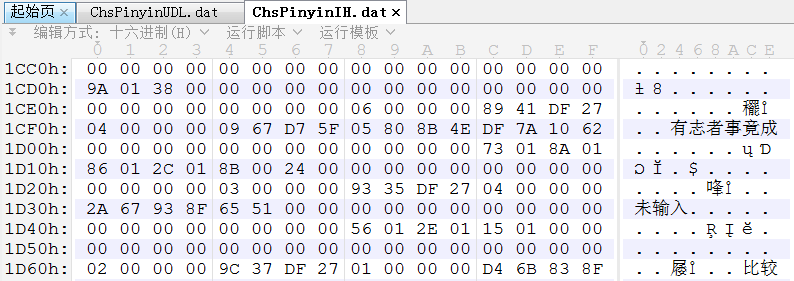 起始页 × ChsPinyinUDL.dat ChsPinyinIH.dat ×
编辑方式: 十六进制(H) 运行脚本 运行模板
0 1 2 3 4 5 6 7 8 9 A B C D E F 0 2 4 6 8 A C E
1CC0h: 00 00 00 00 00 00 00 00 00 00 00 00 00 00 00 00 ........
1CD0h: 9A 01 38 00 00 00 00 00 00 00 00 00 00 00 00 00 ƚ8......
1CE0h: 00 00 00 00 00 00 00 00 06 00 00 00 89 41 DF 27 ......䆉⟟
1CF0h: 04 00 00 00 09 67 D7 5F 05 80 8B 4E DF 7A 10 62 ..有志者事竟成
1D00h: 00 00 00 00 00 00 00 00 00 00 00 00 73 01 8A 01 ......ųƊ
1D10h: 86 01 2C 01 8B 00 24 00 00 00 00 00 00 00 00 00 ɔĬ.$....
1D20h: 00 00 00 00 03 00 00 00 93 35 DF 27 04 00 00 00 ....㖓⟟..
1D30h: 2A 67 93 8F 65 51 00 00 00 00 00 00 00 00 00 00 未输入.....
1D40h: 00 00 00 00 00 00 00 00 56 01 2E 01 15 01 00 00 ....ŖĮĕ.
1D50h: 00 00 00 00 00 00 00 00 00 00 00 00 00 00 00 00 ........
1D60h: 02 00 00 00 9C 37 DF 27 01 00 00 00 D4 6B 83 8F ..㞜⟟..比较